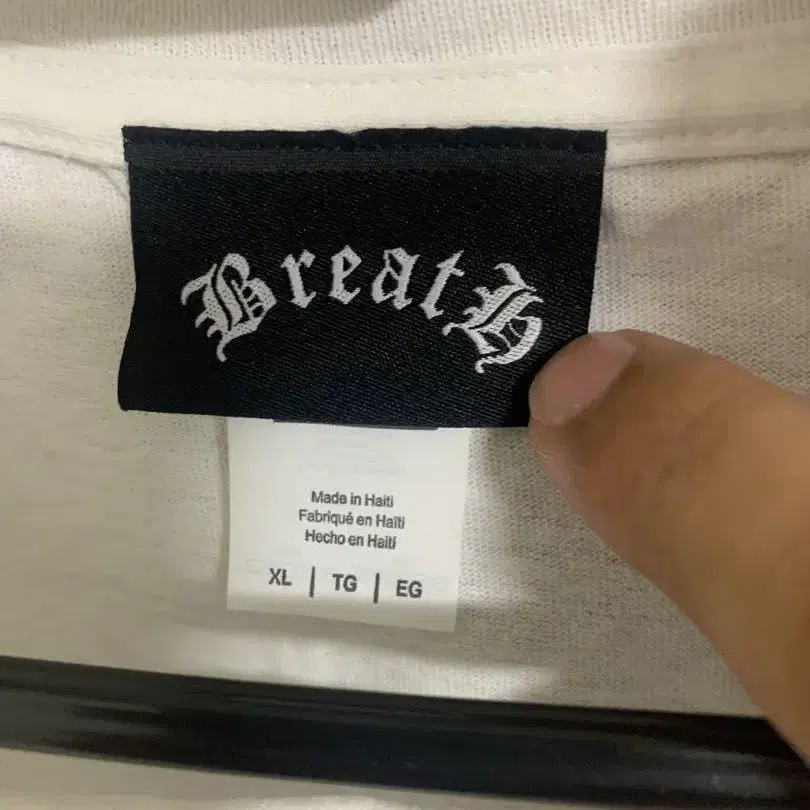 Breath
Made in Haiti
Fabriqué en Haïti
Hecho en Haití
XL | TG | EG